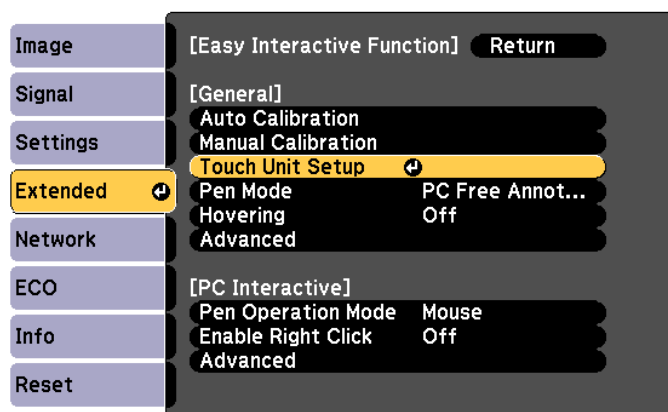 Image
Signal
Settings
Extended
Network
ECO
Info
Reset
[Easy Interactive Function] Return
[General]
Auto Calibration
Manual Calibration
Touch Unit Setup
Pen Mode PC Free Annot...
Hovering Off
Advanced
[PC Interactive]
Pen Operation Mode Mouse
Enable Right Click Off
Advanced